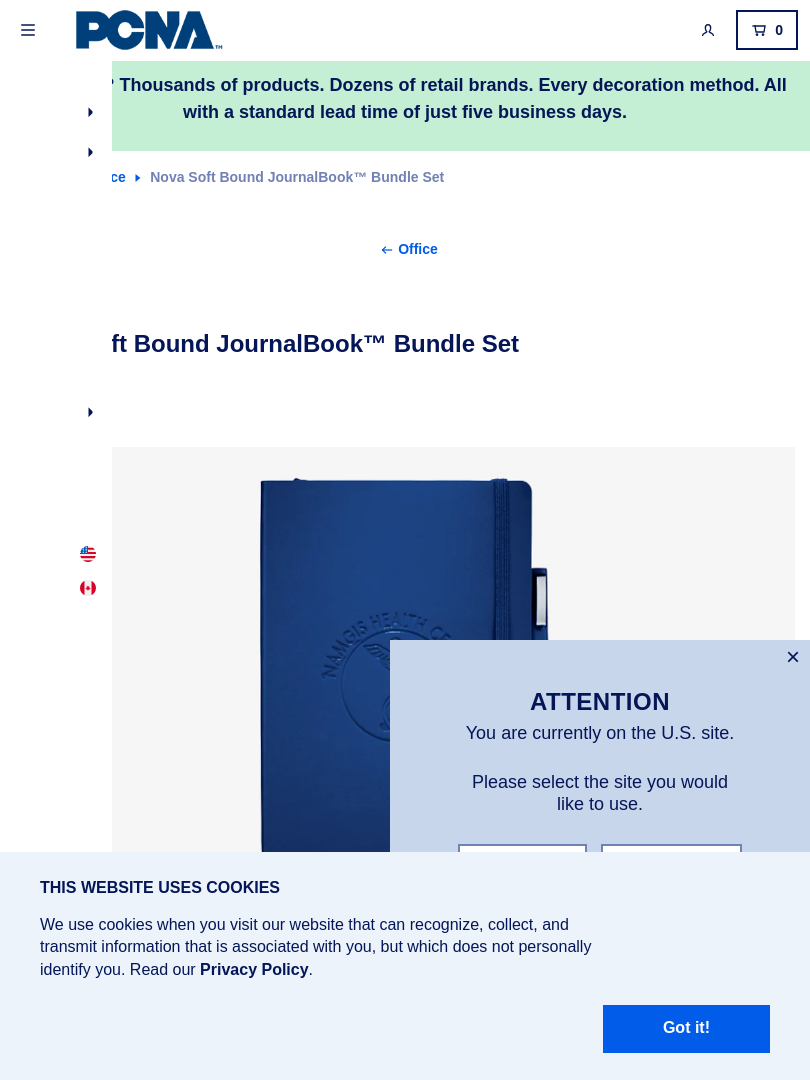 PCNA™
0
Thousands of products. Dozens of retail brands. Every decoration method. All
with a standard lead time of just five business days.
Nova Soft Bound JournalBook™ Bundle Set
Office
Bound JournalBook™ Bundle Set
NAMGIS HEALTH
ATTENTION
You are currently on the U.S. site.
Please select the site you would
like to use.
THIS WEBSITE USES COOKIES
We use cookies when you visit our website that can recognize, collect, and
transmit information that is associated with you, but which does not personally
identify you. Read our Privacy Policy.
Got it!